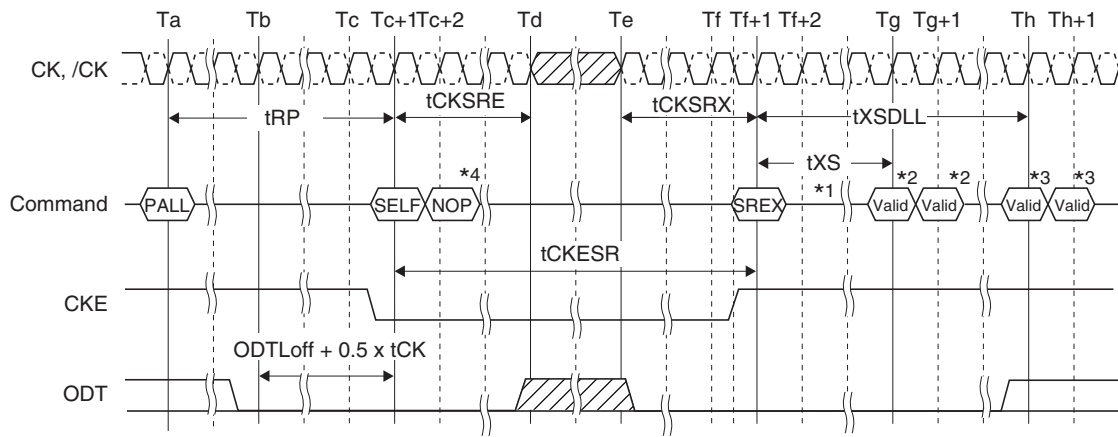 Ta Tb Tc Tc+1 Tc+2 Td Te Tf Tf+1 Tf+2 Tg Tg+1 Th Th+1
CK, /CK
tCKSRE tCKSRX
tRP tXSDLL
tXS
*4 *1 *2 *2 *3 *3
Command PALL SELF NOP SREX Valid Valid Valid Valid
tCKESR
CKE
ODTLoff + 0.5 x tCK
ODT